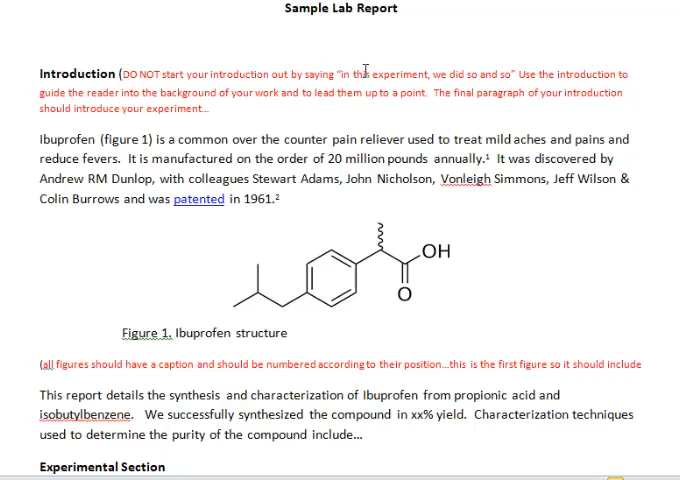 Sample Lab Report
Introduction (DO NOT start your introduction out by saying “in this experiment, we did so and so” Use the introduction to
guide the reader into the background of your work and to lead them up to a point. The final paragraph of your introduction
should introduce your experiment…
Ibuprofen (figure 1) is a common over the counter pain reliever used to treat mild aches and pains and
reduce fevers. It is manufactured on the order of 20 million pounds annually.¹ It was discovered by
Andrew RM Dunlop, with colleagues Stewart Adams, John Nicholson, Vonleigh Simmons, Jeff Wilson &
Colin Burrows and was patented in 1961.²
OH
O
Figure 1. Ibuprofen structure
(all figures should have a caption and should be numbered according to their position…this is the first figure so it should include
This report details the synthesis and characterization of Ibuprofen from propionic acid and
isobutylbenzene. We successfully synthesized the compound in xx% yield. Characterization techniques
used to determine the purity of the compound include…
Experimental Section